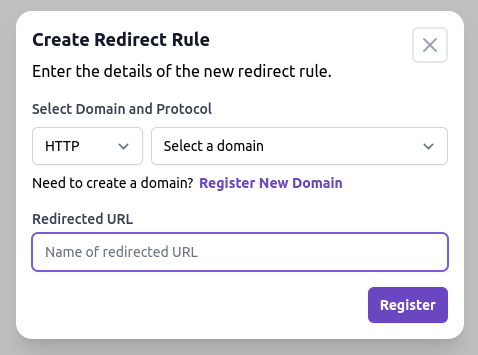 Create Redirect Rule
Enter the details of the new redirect rule.
Select Domain and Protocol
HTTP Select a domain
Need to create a domain? Register New Domain
Redirected URL
Name of redirected URL
Register